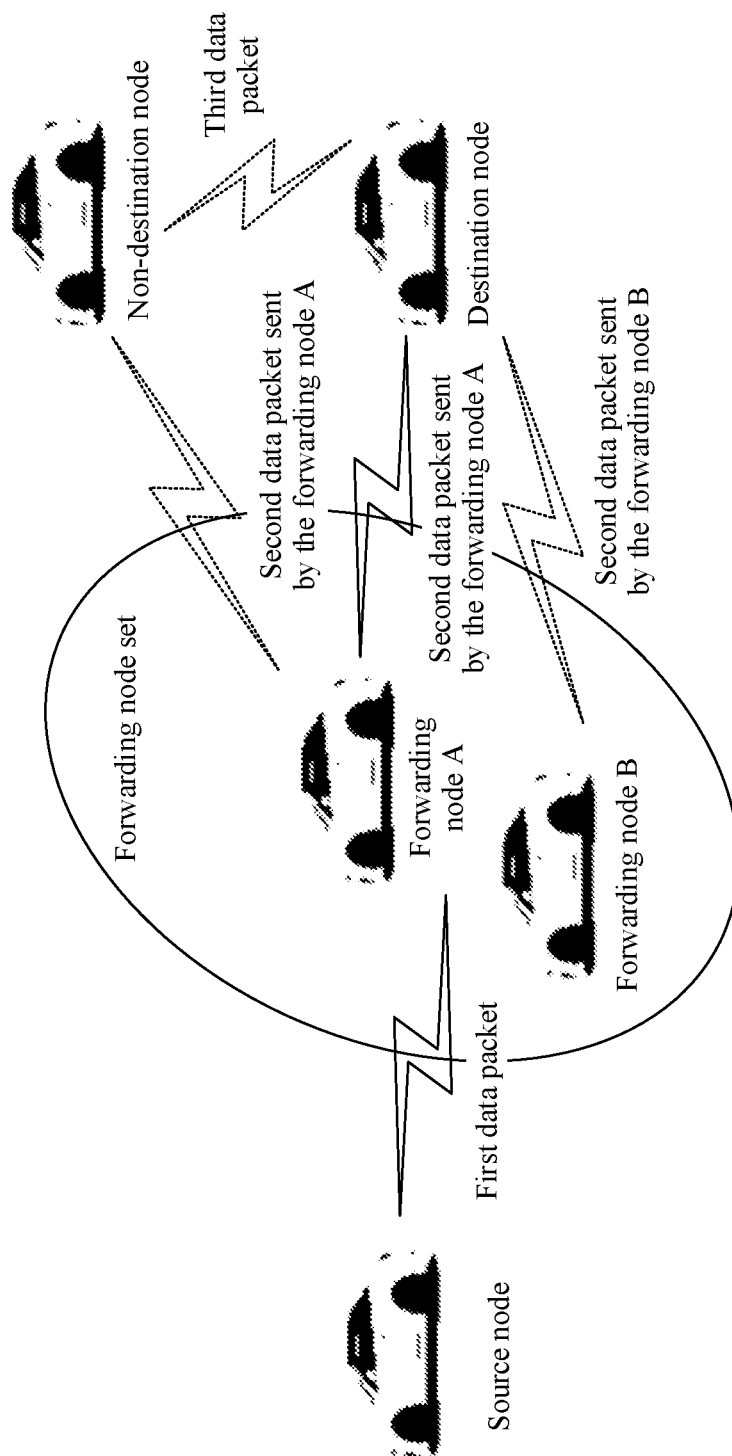 Source node
First data packet
Forwarding node set
Forwarding
node A
Forwarding node B
Second data packet sent
by the forwarding node A
Second data packet sent
by the forwarding node A
Second data packet sent
by the forwarding node B
Non-destination node
Third data
packet
Destination node